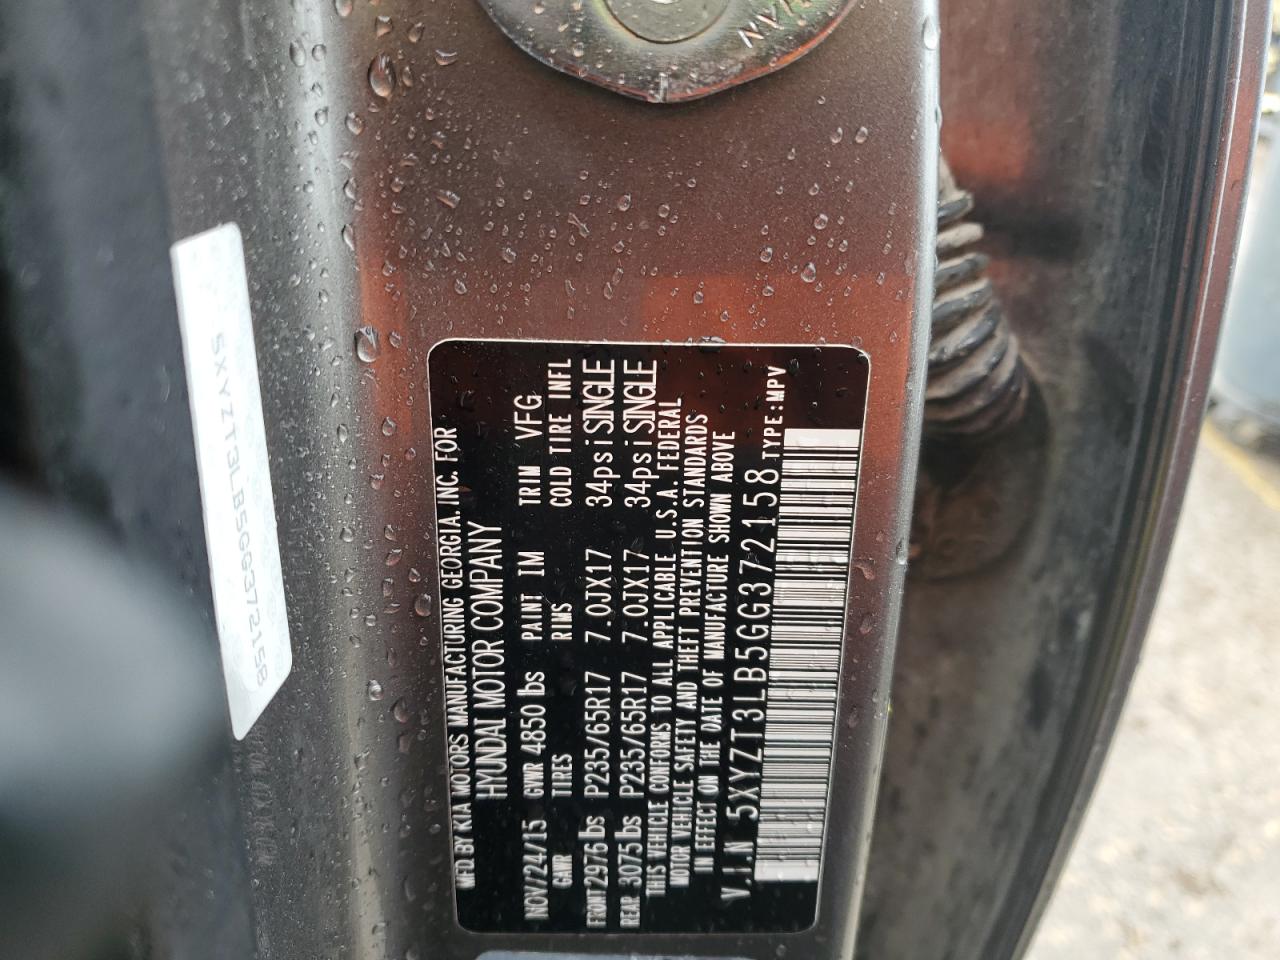 MFD BY KIA MOTORS MANUFACTURING GEORGIA, INC. FOR
HYUNDAI MOTOR COMPANY
NOV/24/15 GVWR 4850 lbs PAINT IM TRIM VFG
GAWR TIRES RIMS COLD TIRE INFL
FRONT 2976 lbs P235/65R17 7.0JX17 34psi SINGLE
REAR 3075 lbs P235/65R17 7.0JX17 34psi SINGLE
THIS VEHICLE CONFORMS TO ALL APPLICABLE U.S.A. FEDERAL
MOTOR VEHICLE SAFETY AND THEFT PREVENTION STANDARDS
IN EFFECT ON THE DATE OF MANUFACTURE SHOWN ABOVE
V.I.N 5XYZT3LB5GG372158 TYPE:MPV
5XYZT3LB5GG372158